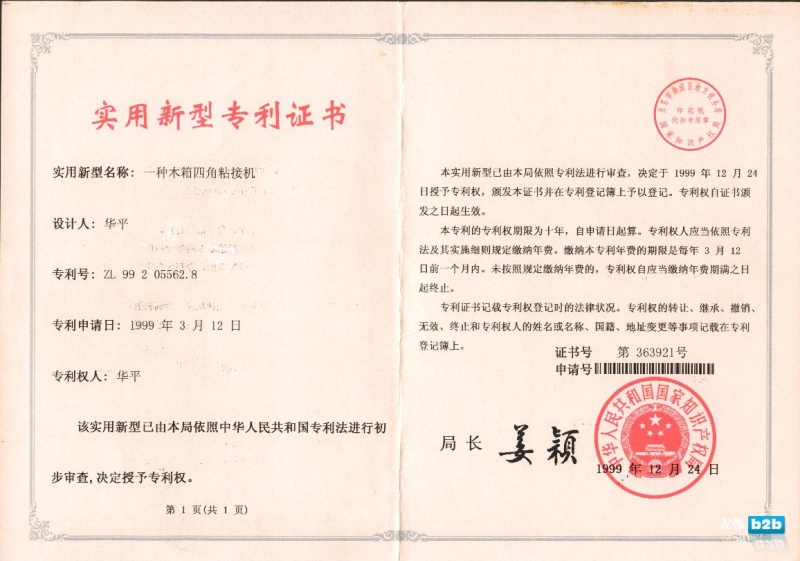 实用新型专利证书
实用新型名称：一种木箱四角粘接机
设计人：华平
专利号：ZL 99 2 05562.8
专利申请日：1999 年 3 月 12 日
专利权人：华平
该实用新型已由本局依照中华人民共和国专利法进行初
步审查,决定授予专利权。
第 1 页(共 1 页)
印花税
代扣专用章
国家知识产权局
本实用新型已由本局依照专利法进行审查，决定于 1999 年 12 月 24
日授予专利权，颁发本证书并在专利登记簿上予以登记。专利权自证书颁
发之日起生效。
本专利的专利权期限为十年，自申请日起算。专利权人应当依照专利
法及其实施细则规定缴纳年费。缴纳本专利年费的期限是每年 3 月 12
日前一个月内。未按照规定缴纳年费的，专利权自应当缴纳年费期满之日
起终止。
专利证书记载专利权登记时的法律状况。专利权的转让、继承、撤销、
无效、终止和专利权人的姓名或名称、国籍、地址变更等事项记载在专利
登记簿上。
证书号 第 363921号
申请号
局长 姜颖
中华人民共和国国家知识产权局
1999 年 12 月 24 日
b2b